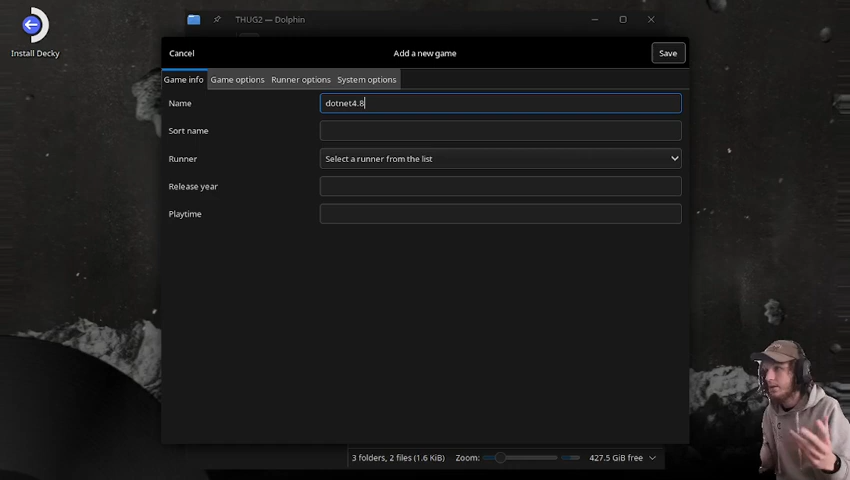 THUG2 — Dolphin
Install Decky
Cancel
Add a new game
Save
Game info
Game options
Runner options
System options
Name
dotnet4.8
Sort name
Runner
Select a runner from the list
Release year
Playtime
3 folders, 2 files (1.6 KiB)
Zoom:
427.5 GiB free